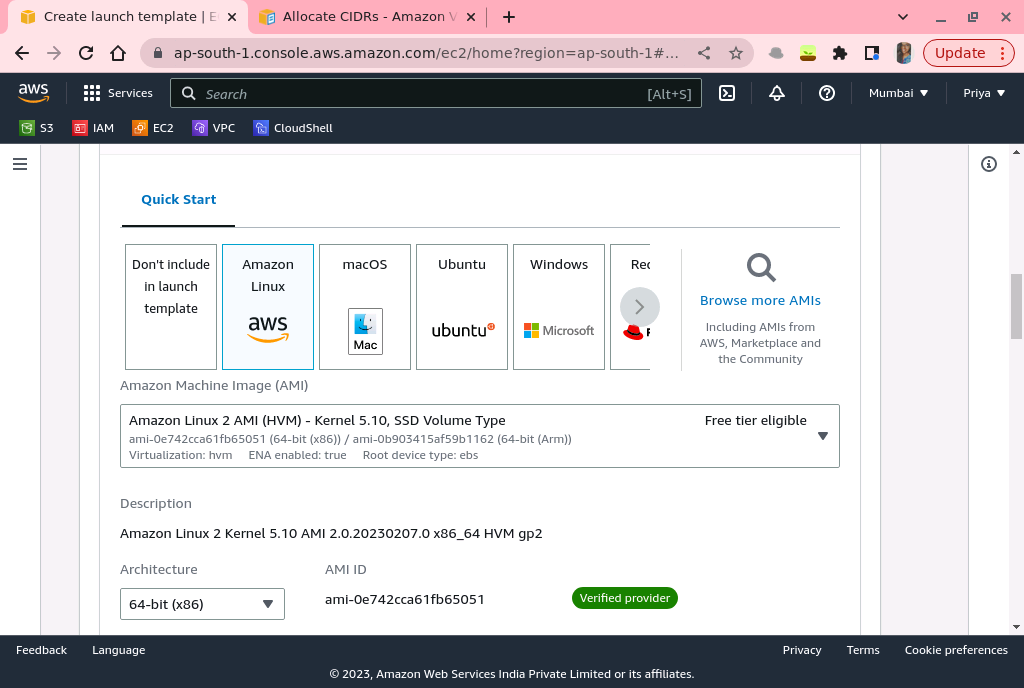 Create launch template | E
Allocate CIDRs - Amazon V
ap-south-1.console.aws.amazon.com/ec2/home?region=ap-south-1#...
Update
aws
Services
Search
[Alt+S]
Mumbai
Priya
S3
IAM
EC2
VPC
CloudShell
Quick Start
Don't include
in launch
template
Amazon
Linux
aws
macOS
Mac
Ubuntu
ubuntu
Windows
Microsoft
Browse more AMIs
Including AMIs from
AWS, Marketplace and
the Community
Amazon Machine Image (AMI)
Amazon Linux 2 AMI (HVM) - Kernel 5.10, SSD Volume Type
Free tier eligible
ami-0e742cca61fb65051 (64-bit (x86)) / ami-0b903415af59b1162 (64-bit (Arm))
Virtualization: hvm ENA enabled: true Root device type: ebs
Description
Amazon Linux 2 Kernel 5.10 AMI 2.0.20230207.0 x86_64 HVM gp2
Architecture
AMI ID
64-bit (x86)
ami-0e742cca61fb65051
Verified provider
Feedback
Language
Privacy
Terms
Cookie preferences
© 2023, Amazon Web Services India Private Limited or its affiliates.